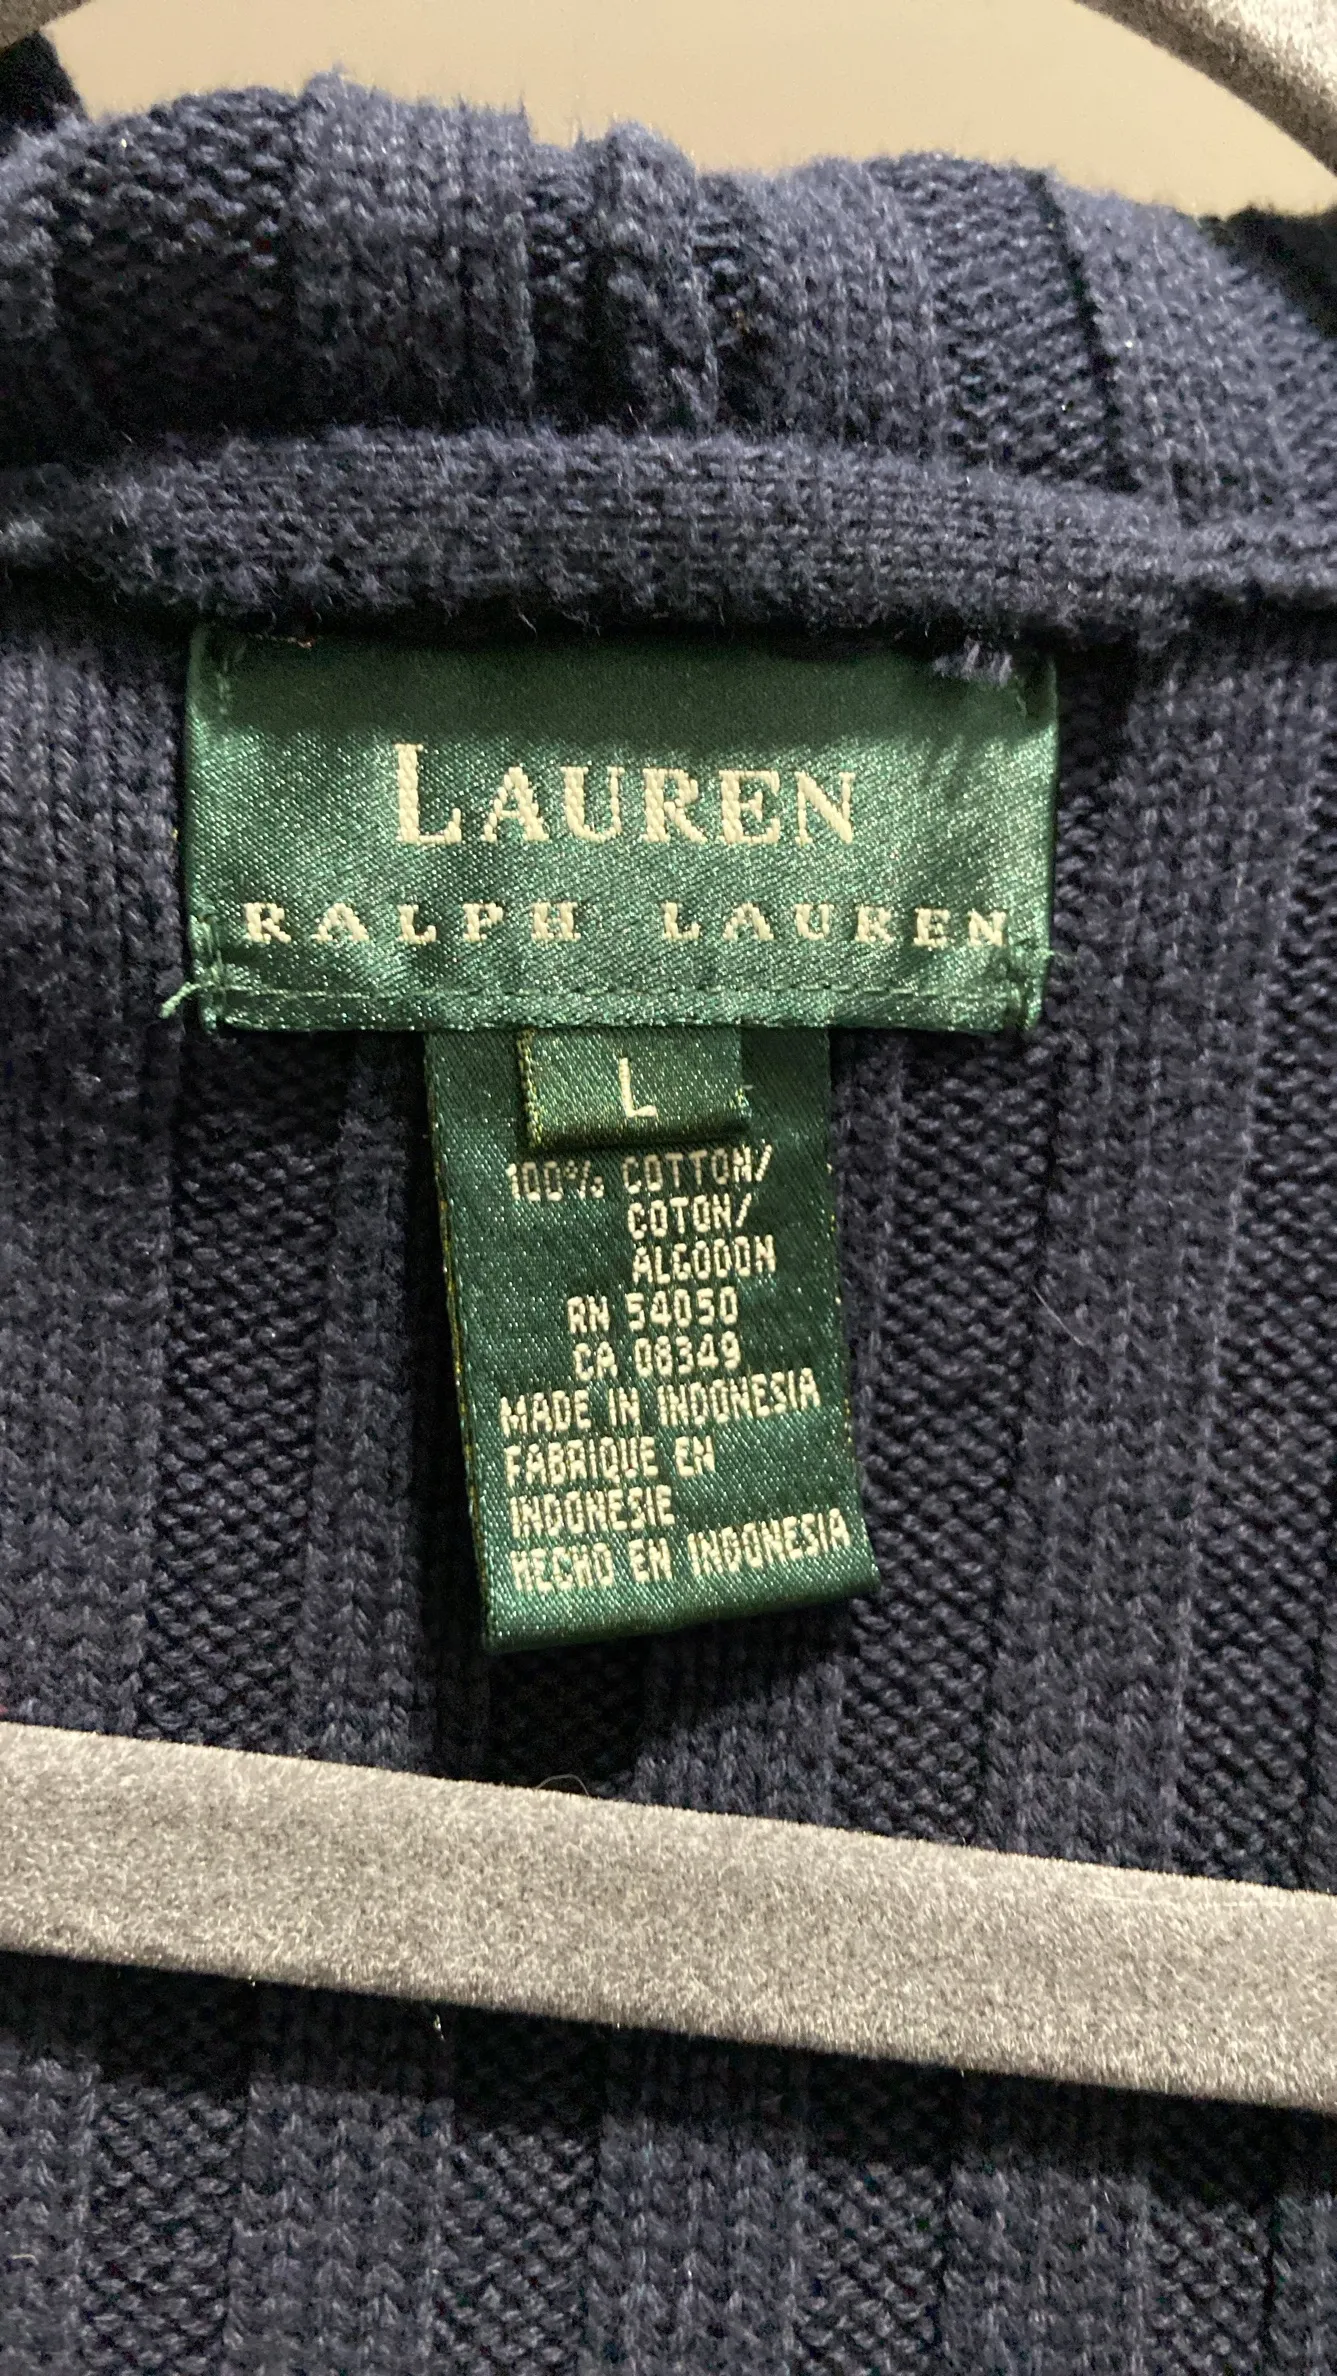 LAUREN
RALPH LAUREN
L
100% COTTON/
COTON/
ALGODON
RN 54050
CA 08349
MADE IN INDONESIA
FABRIQUE EN
INDONESIE
HECHO EN INDONESIA